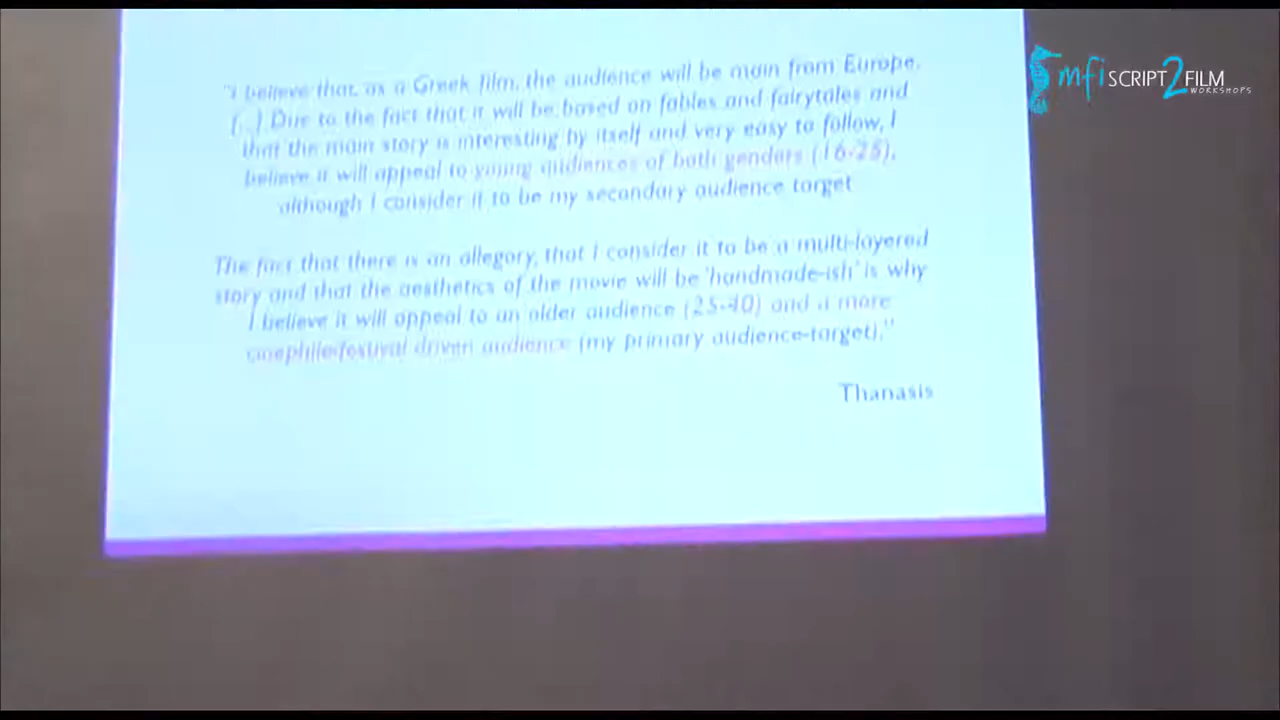 "I believe that, as a Greek film, the audience will be main from Europe.
(...) Due to the fact that it will be based on fables and fairytales and
that the main story is interesting by itself and very easy to follow, I
believe it will appeal to young audiences of both genders (16-25),
although I consider it to be my secondary audience target
The fact that there is an allegory, that I consider it to be a multi-layered
story and that the aesthetics of the movie will be 'handmade-ish' is why
I believe it will appeal to an older audience (25-40) and a more
cinephile-festival driven audience (my primary audience-target)."
Thanasis
mfi SCRIPT2FILM
WORKSHOPS